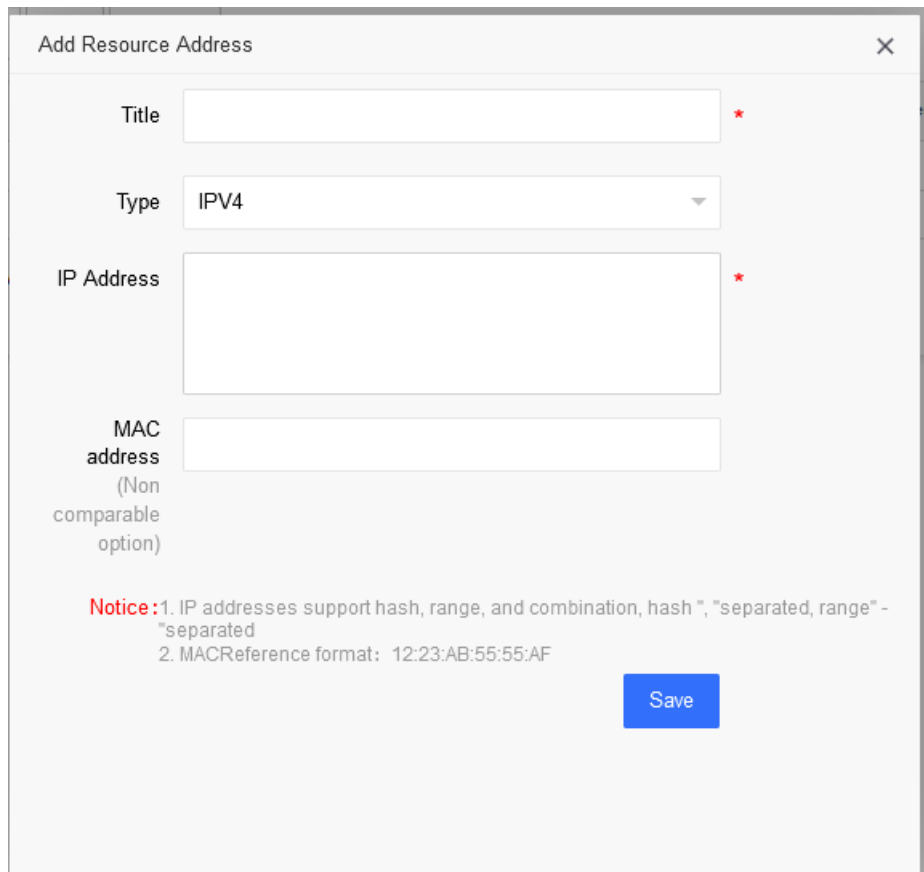 Add Resource Address
Title
*
Type
IPV4
IP Address
*
MAC
address
(Non
comparable
option)
Notice:1. IP addresses support hash, range, and combination, hash ", "separated, range" -
"separated
2. MACReference format：12:23:AB:55:55:AF
Save